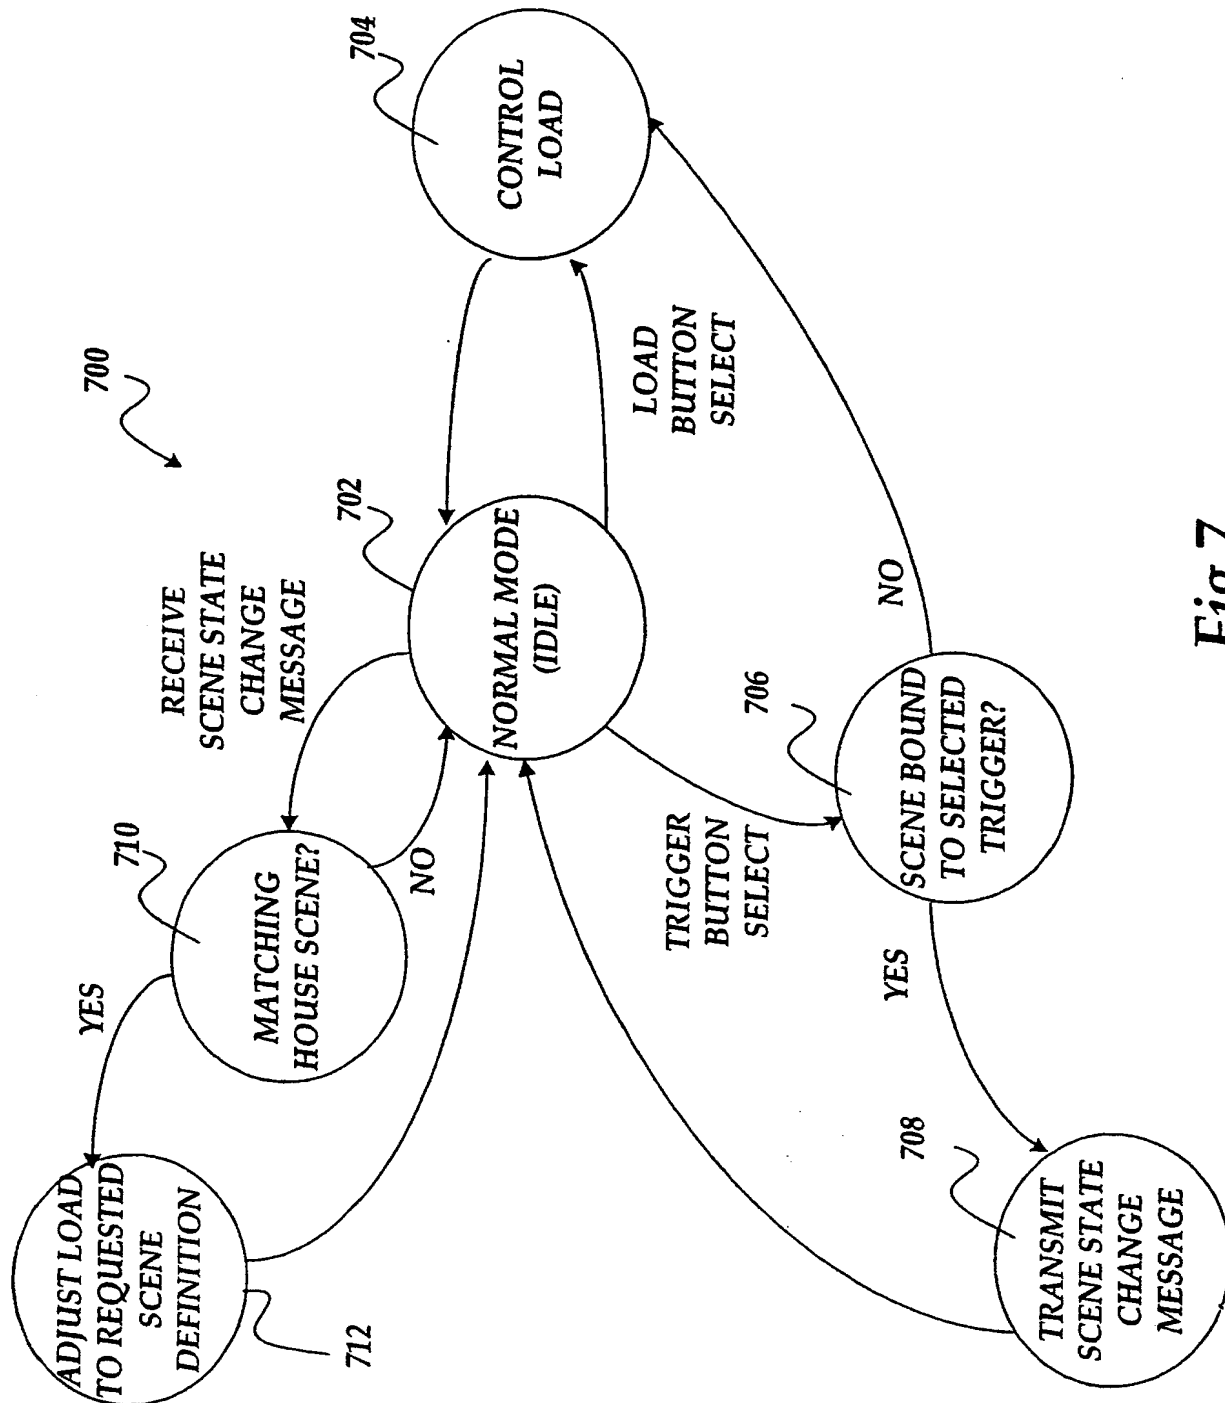 700
ADJUST LOAD
TO REQUESTED
SCENE
DEFINITION
712
YES
MATCHING
HOUSE SCENE?
710
NO
RECEIVE
SCENE STATE
CHANGE
MESSAGE
702
NORMAL MODE
(IDLE)
704
CONTROL
LOAD
LOAD
BUTTON
SELECT
TRIGGER
BUTTON
SELECT
706
SCENE BOUND
TO SELECTED
TRIGGER?
NO
YES
708
TRANSMIT
SCENE STATE
CHANGE
MESSAGE
Fig 7